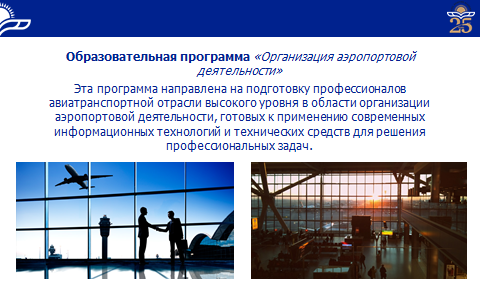 25
Образовательная программа «Организация аэропортовой
деятельности»
Эта программа направлена на подготовку профессионалов
авиатранспортной отрасли высокого уровня в области организации
аэропортовой деятельности, готовых к применению современных
информационных технологий и технических средств для решения
профессиональных задач.